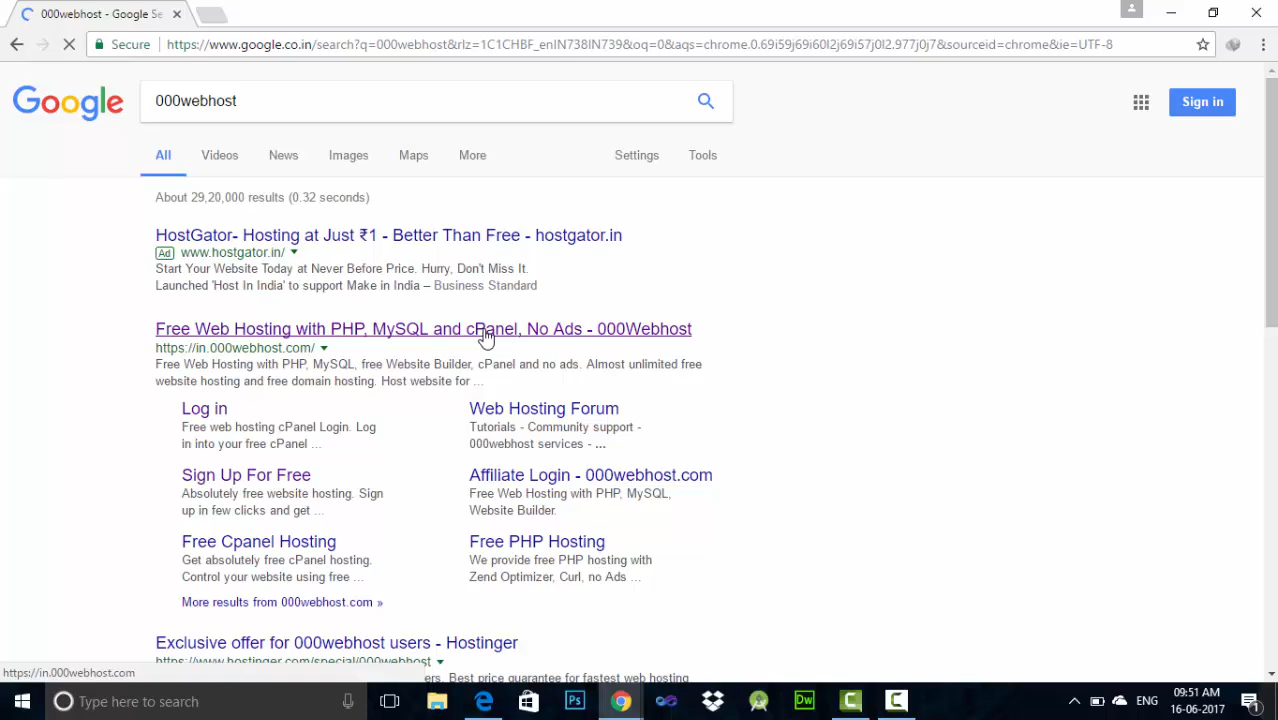 000webhost - Google Se
Secure https://www.google.co.in/search?q=000webhost&rlz=1C1CHBF_enIN738IN739&oq=0&aqs=chrome.0.69i59j69i60l2j69i57j0l2.977j0j7&sourceid=chrome&ie=UTF-8
Google 000webhost Sign in
All Videos News Images Maps More Settings Tools
About 29,20,000 results (0.32 seconds)
HostGator- Hosting at Just ₹1 - Better Than Free - hostgator.in
Ad www.hostgator.in/
Start Your Website Today at Never Before Price. Hurry, Don't Miss It.
Launched 'Host In India' to support Make in India – Business Standard
Free Web Hosting with PHP, MySQL and cPanel, No Ads - 000Webhost
https://in.000webhost.com/
Free Web Hosting with PHP, MySQL, free Website Builder, cPanel and no ads. Almost unlimited free
website hosting and free domain hosting. Host website for ...
Log in
Free web hosting cPanel Login. Log
in into your free cPanel ...
Web Hosting Forum
Tutorials - Community support -
000webhost services - ...
Sign Up For Free
Absolutely free website hosting. Sign
up in few clicks and get ...
Affiliate Login - 000webhost.com
Free Web Hosting with PHP, MySQL,
Website Builder.
Free Cpanel Hosting
Get absolutely free cPanel hosting.
Control your website using free ...
Free PHP Hosting
We provide free PHP hosting with
Zend Optimizer, Curl, no Ads ...
More results from 000webhost.com »
Exclusive offer for 000webhost users - Hostinger
https://www.hostinger.com/special/000webhost
ers. Best price guarantee for fastest web hosting
https://in.000webhost.com
Type here to search
Ps
Dw
ENG
09:51 AM
16-06-2017
1